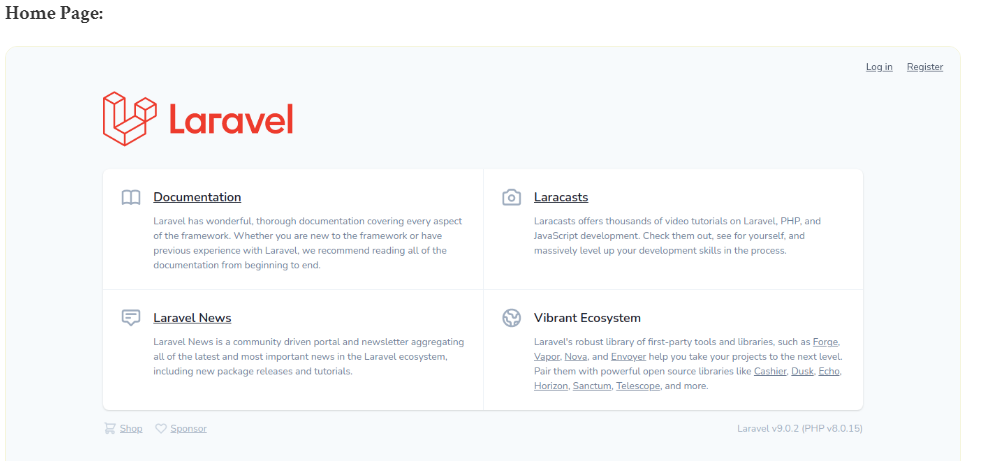 Home Page:
Log in Register
Laravel
Documentation
Laravel has wonderful, thorough documentation covering every aspect
of the framework. Whether you are new to the framework or have
previous experience with Laravel, we recommend reading all of the
documentation from beginning to end.
Laracasts
Laracasts offers thousands of video tutorials on Laravel, PHP, and
JavaScript development. Check them out, see for yourself, and
massively level up your development skills in the process.
Laravel News
Laravel News is a community driven portal and newsletter aggregating
all of the latest and most important news in the Laravel ecosystem,
including new package releases and tutorials.
Vibrant Ecosystem
Laravel's robust library of first-party tools and libraries, such as Forge,
Vapor, Nova, and Envoyer help you take your projects to the next level.
Pair them with powerful open source libraries like Cashier, Dusk, Echo,
Horizon, Sanctum, Telescope, and more.
Shop Sponsor
Laravel v9.0.2 (PHP v8.0.15)